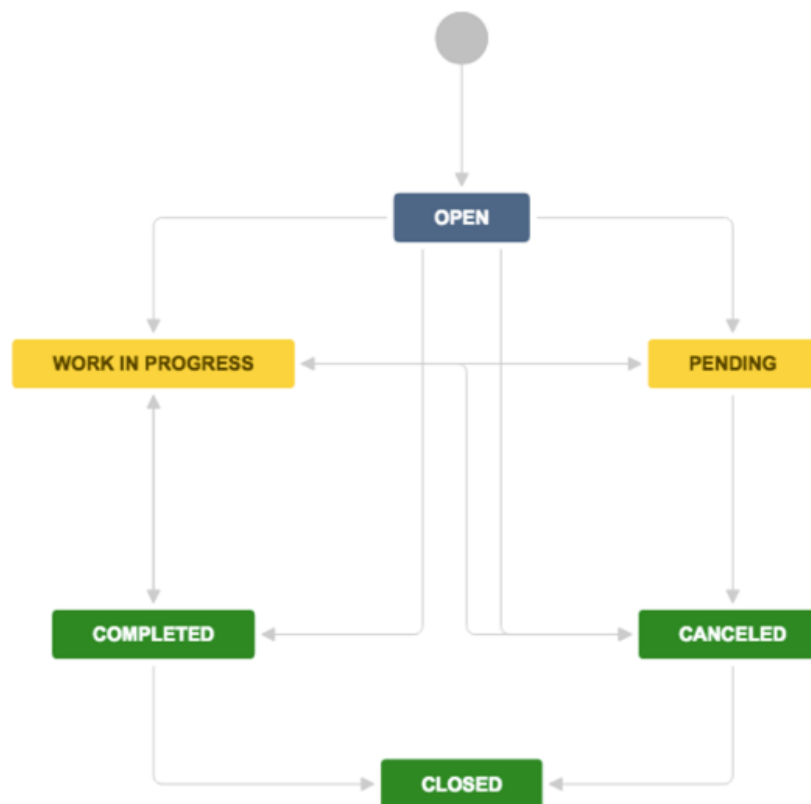 OPEN
WORK IN PROGRESS
PENDING
COMPLETED
CANCELED
CLOSED